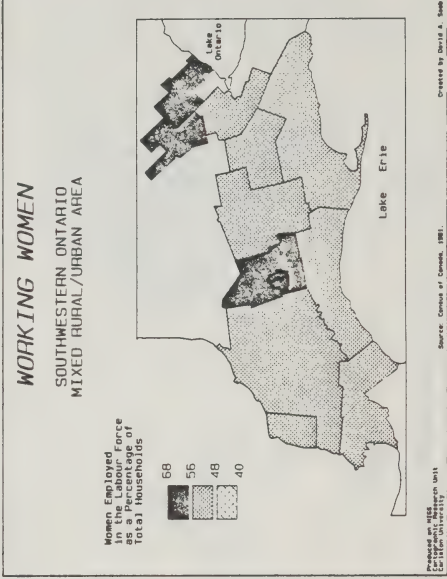 WORKING WOMEN
SOUTHWESTERN ONTARIO
MIXED RURAL/URBAN AREA
Women Employed
in the Labour Force
as a Percentage of
Total Households
68
56
48
40
Lake
Ontario
Lake Erie
Produced on MIGS
Cartographic Research Unit
Carleton University
Source: Census of Canada, 1981.
Created by David A. Saab